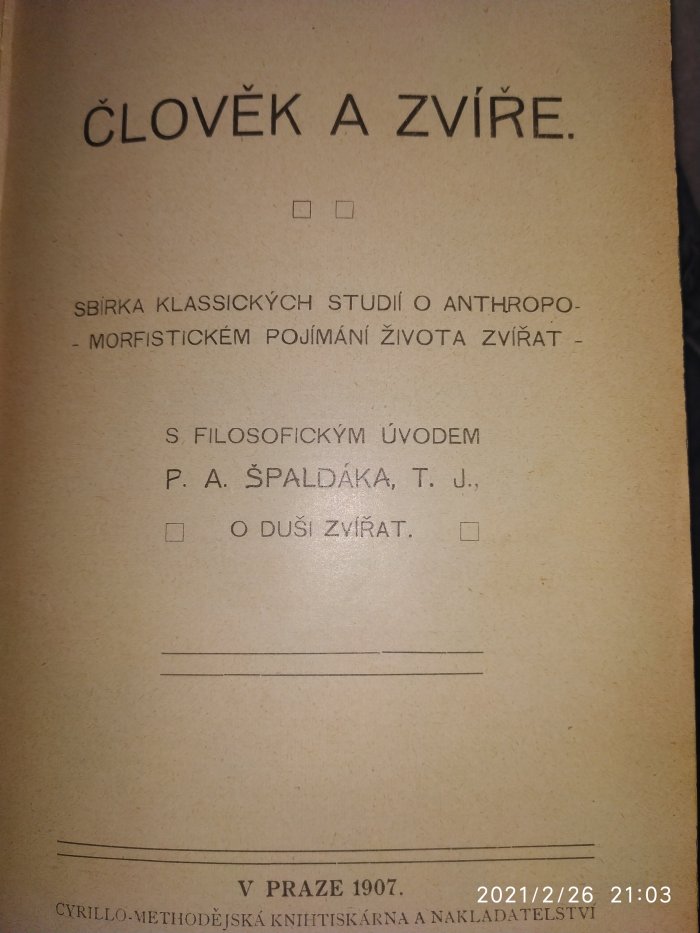 ČLOVĚK A ZVÍŘE.
SBÍRKA KLASSICKÝCH STUDIÍ O ANTHROPO-
- MORFISTICKÉM POJÍMÁNÍ ŽIVOTA ZVÍŘAT -
S FILOSOFICKÝM ÚVODEM
P. A. ŠPALDÁKA, T. J.,
O DUŠI ZVÍŘAT.
V PRAZE 1907.
CYRILLO-METHODĚJSKÁ KNIHTISKÁRNA A NAKLADATELSTVÍ
2021/2/26 21:03